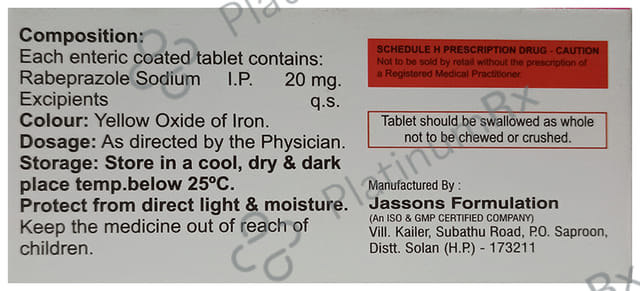 Composition:
Each enteric coated tablet contains:
Rabeprazole Sodium I.P. 20 mg.
Excipients q.s.
Colour: Yellow Oxide of Iron.
Dosage: As directed by the Physician.
Storage: Store in a cool, dry & dark
place temp.below 25ºC.
Protect from direct light & moisture.
Keep the medicine out of reach of
children.
SCHEDULE H PRESCRIPTION DRUG - CAUTION
Not to be sold by retail without the prescription of
a Registered Medical Practitioner.
Tablet should be swallowed as whole
not to be chewed or crushed.
Manufactured By :
Jassons Formulation
(An ISO & GMP CERTIFIED COMPANY)
Vill. Kailer, Subathu Road, P.O. Saproon,
Distt. Solan (H.P.) - 173211
PlatinumRx